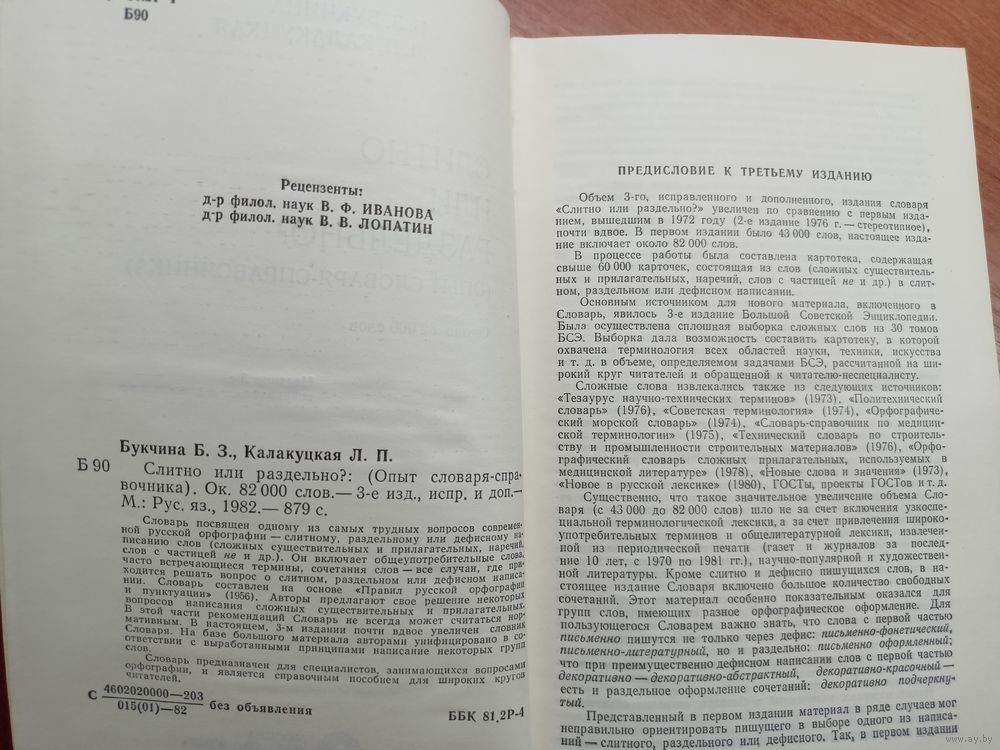 Б90
Рецензенты:
д-р филол. наук В. Ф. ИВАНОВА
д-р филол. наук В. В. ЛОПАТИН
Букчина Б. З., Калакуцкая Л. П.
Б 90 Слитно или раздельно?: (Опыт словаря-спра-
вочника). Ок. 82 000 слов.— 3-е изд., испр. и доп.—
М.: Рус. яз., 1982.— 879 с.
Словарь посвящен одному из самых трудных вопросов современ-
ной русской орфографии — слитному, раздельному или дефисному на-
писанию слов (сложных существительных и прилагательных, наречий,
слов с частицей не и др.). Он включает общеупотребительные слова,
часто встречающиеся термины, сочетания слов — все случаи, где при-
ходится решать вопрос о слитном, раздельном или дефисном написа-
нии. Словарь составлен на основе «Правил русской орфографии
и пунктуации» (1956). Авторы предлагают свое решение некоторых
вопросов написания сложных существительных и прилагательных.
В этой части рекомендаций Словарь не всегда может считаться нор-
мативным. В настоящем, 3-м издании почти вдвое увеличен словник
Словаря. На базе большого материала авторами унифицировано в со-
ответствии с выработанными принципами написание некоторых групп
слов.
Словарь предназначен для специалистов, занимающихся вопросами
орфографии, и является справочным пособием для широких кругов
читателей.
С 4602020000—203
015(01)—82 без объявления
ББК 81.2Р-4
ПРЕДИСЛОВИЕ К ТРЕТЬЕМУ ИЗДАНИЮ
Объем 3-го, исправленного и дополненного, издания словаря
«Слитно или раздельно?» увеличен по сравнению с первым изда-
нием, вышедшим в 1972 году (2-е издание 1976 г. — стереотипное),
почти вдвое. В первом издании было 43 000 слов, настоящее изда-
ние включает около 82 000 слов.
В процессе работы была составлена картотека, содержащая
свыше 60 000 карточек, состоящая из слов (сложных существитель-
ных и прилагательных, наречий, слов с частицей не и др.) в слит-
ном, раздельном или дефисном написании.
Основным источником для нового материала, включенного в
Словарь, явилось 3-е издание Большой Советской Энциклопедии.
Была осуществлена сплошная выборка сложных слов из 30 томов
БСЭ. Выборка дала возможность составить картотеку, в которой
охвачена терминология всех областей науки, техники, искусства
и т. д. в объеме, определяемом задачами БСЭ, рассчитанной на ши-
рокий круг читателей и обращенной к читателю-неспециалисту.
Сложные слова извлекались также из следующих источников:
«Тезаурус научно-технических терминов» (1973), «Политехнический
словарь» (1976), «Советская терминология» (1974), «Орфографиче-
ский морской словарь» (1974), «Словарь-справочник по медицин-
ской терминологии» (1975), «Технический словарь по строительству
и промышленности строительных материалов» (1976), «Орфо-
графический словарь сложных прилагательных, используемых в
медицинской литературе» (1978), «Новые слова и значения» (1973),
«Новое в русской лексике» (1980), ГОСТы, проекты ГОСТов и т. д.
Существенно, что такое значительное увеличение объема Сло-
варя (с 43 000 до 82 000 слов) шло не за счет включения узкоспе-
циальной терминологической лексики, а за счет привлечения широко-
употребительных терминов и общелитературной лексики, извлечен-
ной из периодической печати (газет и журналов за послед-
ние 10 лет, с 1970 по 1981 гг.), научно-популярной и художествен-
ной литературы. Кроме слитно и дефисно пишущихся слов, в на-
стоящее издание Словаря включено большое количество свободных
сочетаний. Этот материал особенно показательным оказался для
групп слов, имеющих разное орфографическое оформление. Для
пользующегося Словарем важно знать, что слова с первой частью
письменно пишутся не только через дефис: письменно-фонетический,
письменно-литературный, но и раздельно: письменно оформленный;
что при преимущественно дефисном написании слов с первой частью
декоративно — декоративно-абстрактный, декоративно-красочный —
есть и раздельное оформление сочетаний: декоративно подчеркну-
тый.
Представленный в первом издании материал в ряде случаев мог
неправильно ориентировать пишущего в выборе одного из написа-
ний — слитного, раздельного или дефисного. Так, в первом издании
www.ay.by